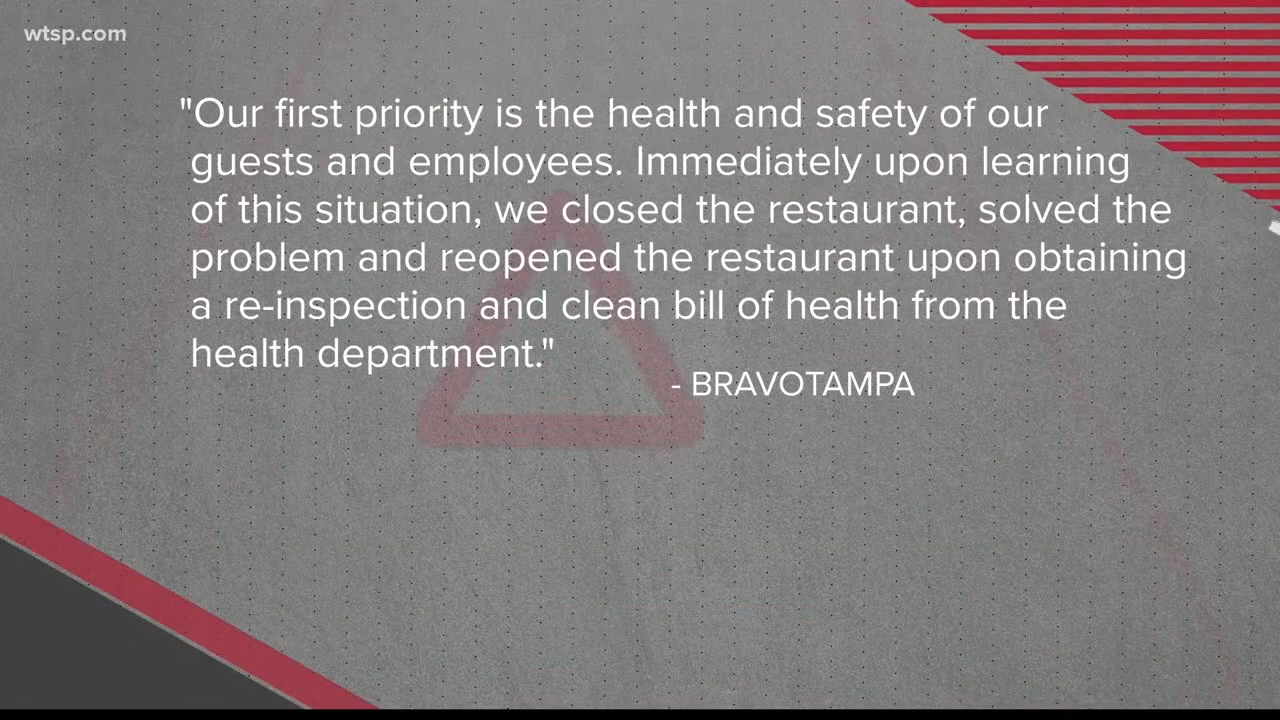 wtsp.com
"Our first priority is the health and safety of our
guests and employees. Immediately upon learning
of this situation, we closed the restaurant, solved the
problem and reopened the restaurant upon obtaining
a re-inspection and clean bill of health from the
health department."
- BRAVOTAMPA